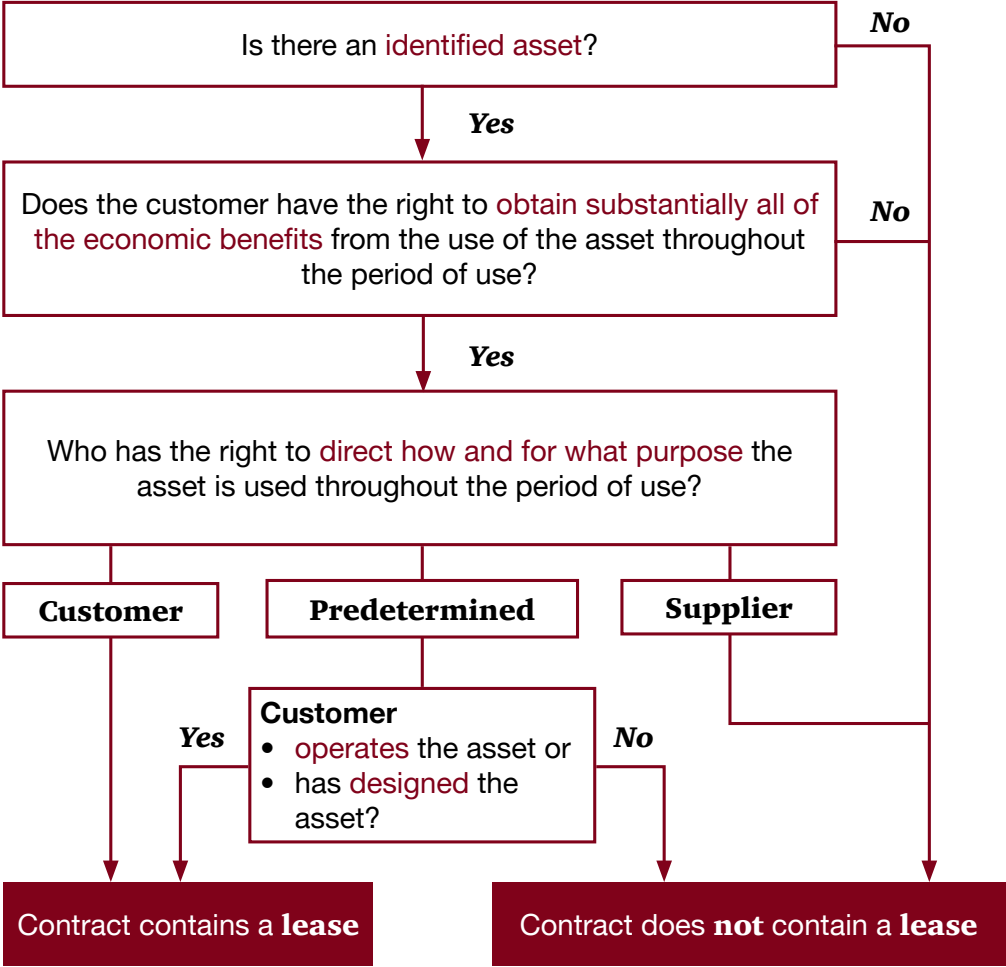 Is there an identified asset?
No
Yes
Does the customer have the right to obtain substantially all of
the economic benefits from the use of the asset throughout
the period of use?
No
Yes
Who has the right to direct how and for what purpose the
asset is used throughout the period of use?
Customer
Predetermined
Supplier
Yes
Customer
• operates the asset or
• has designed the
asset?
No
Contract contains a lease
Contract does not contain a lease